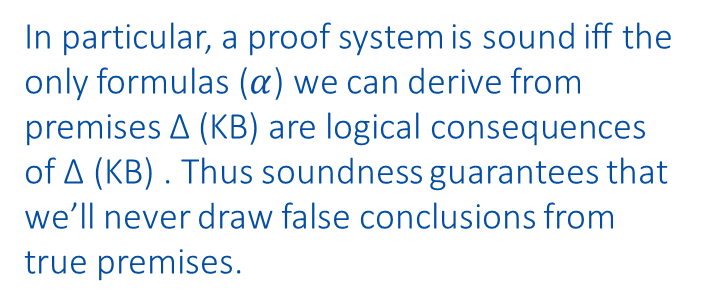 In particular, a proof system is sound iff the
only formulas (𝜶) we can derive from
premises Δ (KB) are logical consequences
of Δ (KB) . Thus soundness guarantees that
we’ll never draw false conclusions from
true premises.